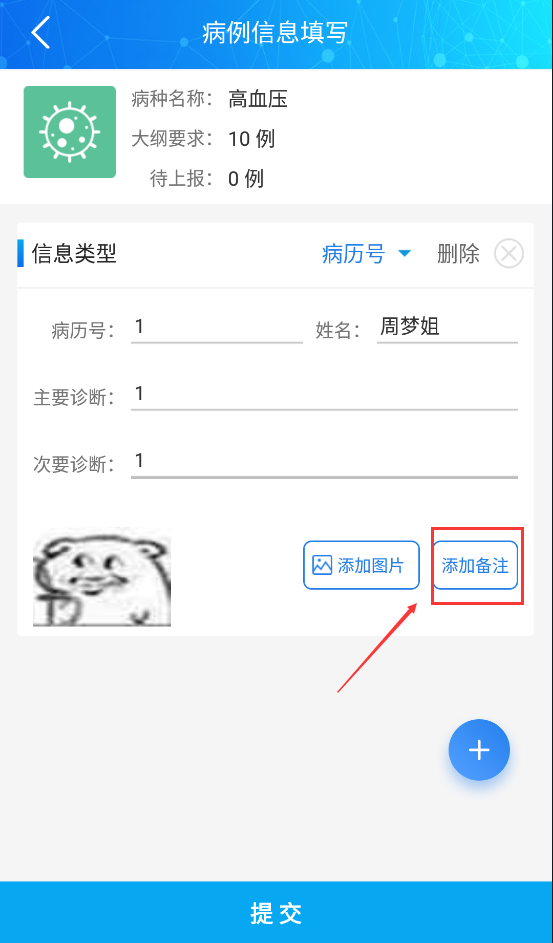 病例信息填写
病种名称： 高血压
大纲要求： 10 例
待上报： 0 例
信息类型 病历号 删除
病历号： 1 姓名： 周梦姐
主要诊断： 1
次要诊断： 1
添加图片 添加备注
提交